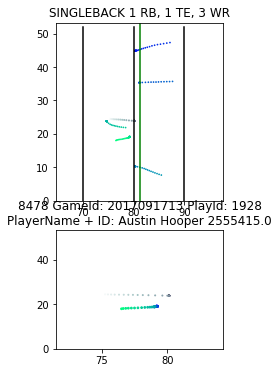 SINGLEBACK 1 RB, 1 TE, 3 WR
50
40
30
20
10
0
70 80 90
8478 GameId: 2017091713 PlayId: 1928
PlayerName + ID: Austin Hooper 2555415.0
40
20
0
75 80